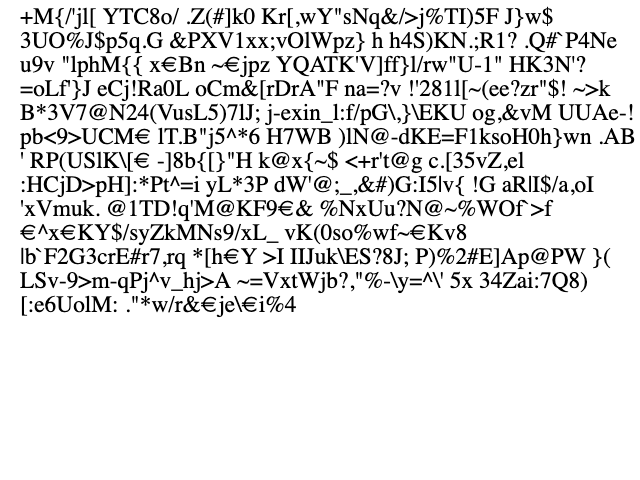 +M{/'jl[ YTC8o/ .Z(#]k0 Kr[,wY"sNq&/>j%TI)5F J}w$
3UO%J$p5q.G &PXV1xx;vOlWpz} h h4S)KN.;R1? .Q#`P4Ne
u9v "lphM{{ x€Bn ~€jpz YQATK'V]ff}l/rw"U-1" HK3N'?
=oLf'}J eCj!Ra0L oCm&[rDrA"F na=?v !'281l[~(ee?zr"$! ~>k
B*3V7@N24(VusL5)7lJ; j-exin_l:f/pG\,}\EKU og,&vM UUAe-!
pb<9>UCM€ lT.B"j5^*6 H7WB )lN@-dKE=F1ksoH0h}wn .AB
' RP(USlK\[€ -]8b{[}"H k@x{~$ <+r't@g c.[35vZ,el
:HCjD>pH]:*Pt^=i yL*3P dW'@;_,&#)G:I5|v{ !G aR|I$/a,oI
'xVmuk. @1TD!q'M@KF9€& %NxUu?N@~%WOf`>f
€^x€KY$/syZkMNs9/xL_ vK(0so%wf~€Kv8
|b`F2G3crE#r7,rq *[h€Y >I IIJuk\ES?8J; P)%2#E]Ap@PW }(
LSv-9>m-qPj^v_hj>A ~=VxtWjb?,"%-\y=^\' 5x 34Zai:7Q8)
[:e6UolM: ."*w/r&€je\€i%4